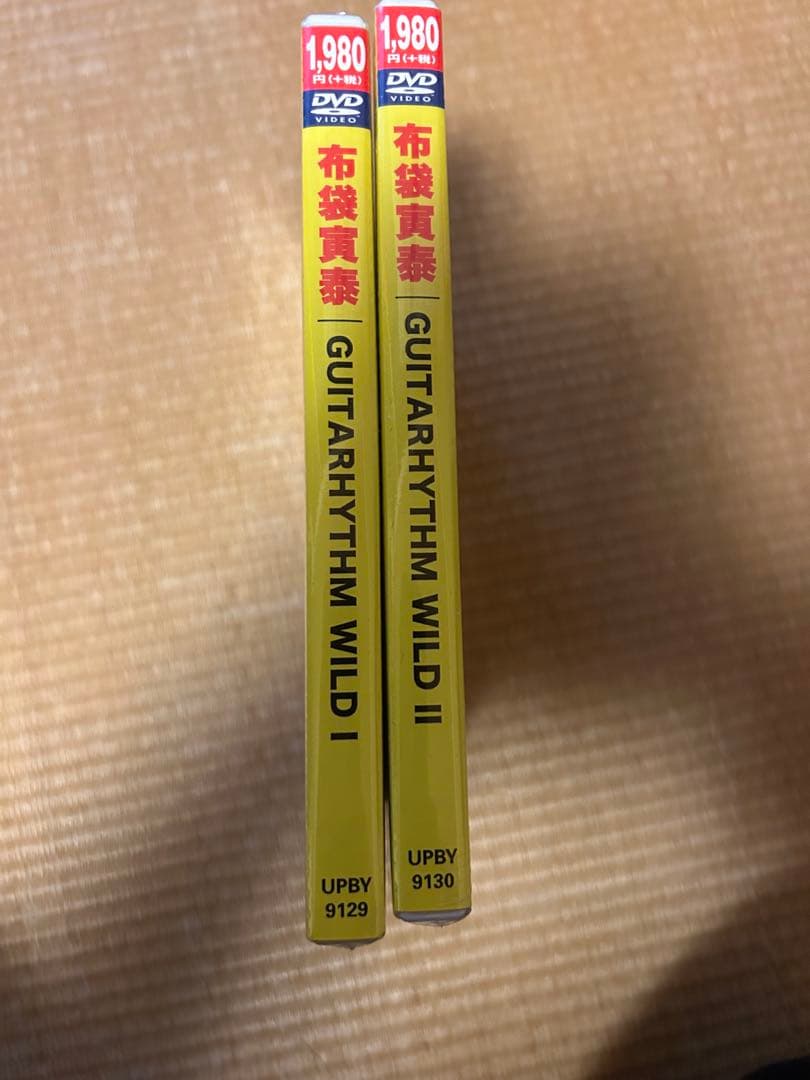 1,980
円(+税)
DVD
VIDEO
布袋寅泰
GUITARHYTHM WILD I
UPBY
9129
1,980
円(+税)
DVD
VIDEO
布袋寅泰
GUITARHYTHM WILD II
UPBY
9130